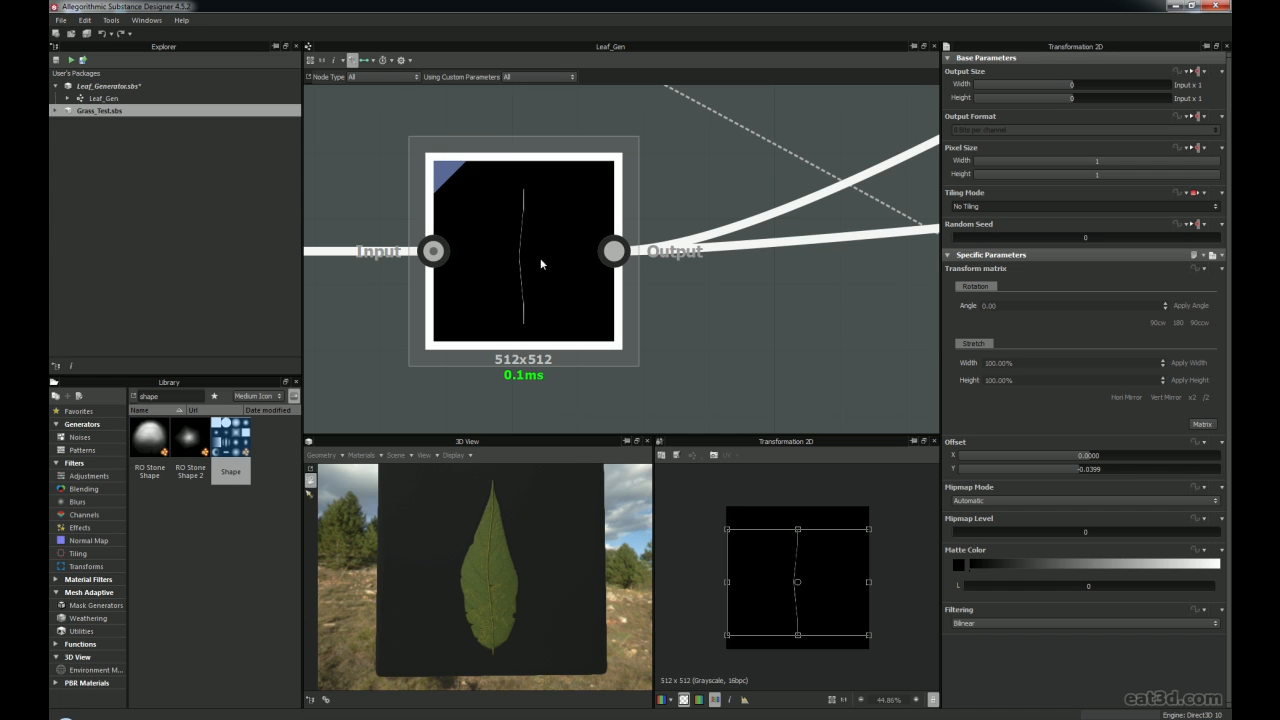 Allegorithmic Substance Designer 4.5.2
File Edit Tools Windows Help
Explorer
User's Packages
Leaf_Generator.sbs*
Leaf_Gen
Grass_Test.sbs
Leaf_Gen
Node Type All Using Custom Parameters All
Input
Output
512x512
0.1ms
Library
shape
Medium Icon
Name Url Date modified
Favorites
Generators
Noises
Patterns
Filters
Adjustments
Blending
Blurs
Channels
Effects
Normal Map
Tiling
Transforms
Material Filters
Mesh Adaptive
Mask Generators
Weathering
Utilities
Functions
3D View
Environment M...
PBR Materials
RO Stone Shape
RO Stone Shape 2
Shape
3D View
Geometry Materials Scene View Display
Transformation 2D
UV
512 x 512 (Grayscale, 16bpc)
44.86%
Transformation 2D
Base Parameters
Output Size
Width 0 Input x 1
Height 0 Input x 1
Output Format
8 Bits per channel
Pixel Size
Width 1
Height 1
Tiling Mode
No Tiling
Random Seed
0
Specific Parameters
Transform matrix
Rotation
Angle 0.00 Apply Angle
90cw 180 90ccw
Stretch
Width 100.00% Apply Width
Height 100.00% Apply Height
Hori Mirror Vert Mirror x2 /2
Matrix
Offset
X 0.0000
Y -0.0399
Mipmap Mode
Automatic
Mipmap Level
0
Matte Color
L 0
Filtering
Bilinear
eat3d.com
Engine: Direct3D 10